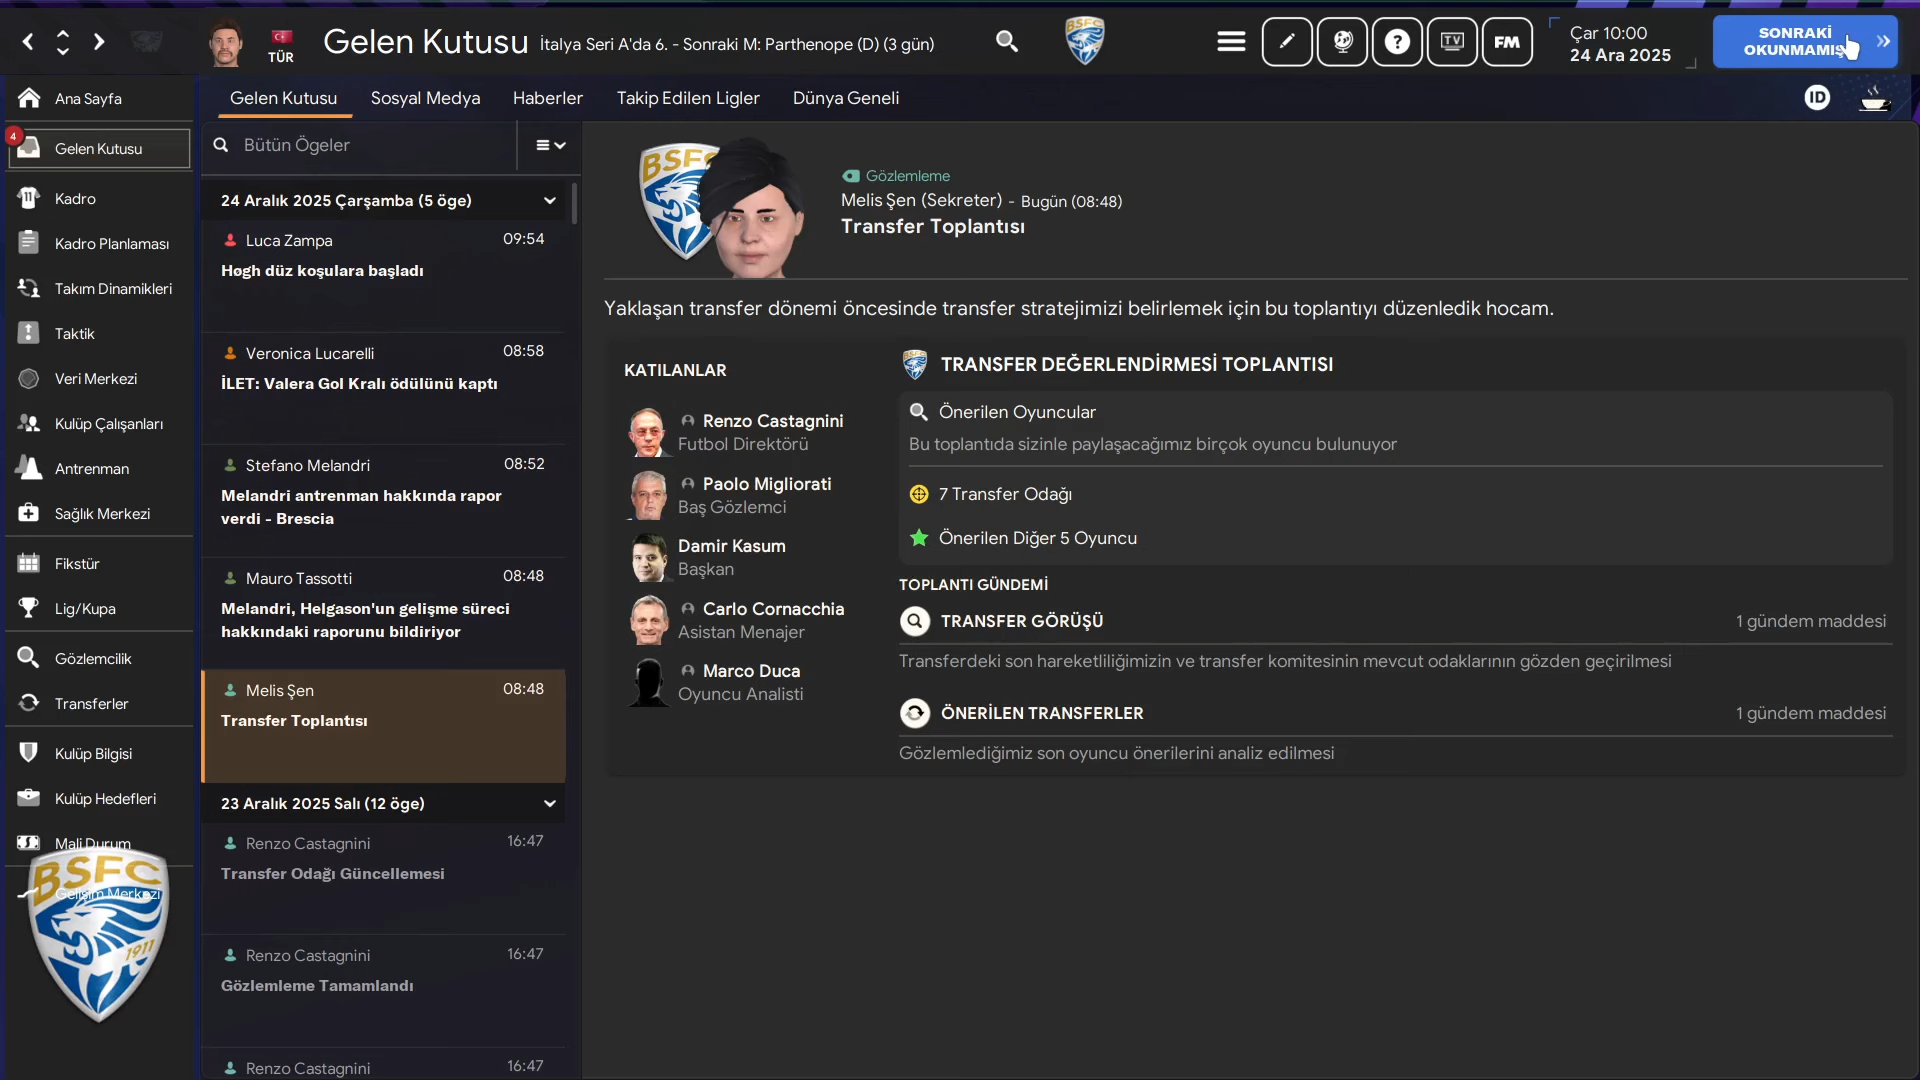 TÜR
Gelen Kutusu
İtalya Seri A'da 6. - Sonraki M: Parthenope (D) (3 gün)
TV
FM
Çar 10:00
24 Ara 2025
SONRAKİ
OKUNMAMIŞ
Ana Sayfa
4
Gelen Kutusu
Kadro
Kadro Planlaması
Takım Dinamikleri
Taktik
Veri Merkezi
Kulüp Çalışanları
Antrenman
Sağlık Merkezi
Fikstür
Lig/Kupa
Gözlemcilik
Transferler
Kulüp Bilgisi
Kulüp Hedefleri
Mali Durum
Gelişim Merkezi
BSFC
1911
Gelen Kutusu
Sosyal Medya
Haberler
Takip Edilen Ligler
Dünya Geneli
ID
Bütün Ögeler
24 Aralık 2025 Çarşamba (5 öge)
Luca Zampa 09:54
Høgh düz koşulara başladı
Veronica Lucarelli 08:58
İLET: Valera Gol Kralı ödülünü kaptı
Stefano Melandri 08:52
Melandri antrenman hakkında rapor
verdi - Brescia
Mauro Tassotti 08:48
Melandri, Helgason'un gelişme süreci
hakkındaki raporunu bildiriyor
Melis Şen 08:48
Transfer Toplantısı
23 Aralık 2025 Salı (12 öge)
Renzo Castagnini 16:47
Transfer Odağı Güncellemesi
Renzo Castagnini 16:47
Gözlemleme Tamamlandı
Renzo Castagnini 16:47
BSFC
Gözlemleme
Melis Şen (Sekreter) - Bugün (08:48)
Transfer Toplantısı
Yaklaşan transfer dönemi öncesinde transfer stratejimizi belirlemek için bu toplantıyı düzenledik hocam.
KATILANLAR
Renzo Castagnini
Futbol Direktörü
Paolo Migliorati
Baş Gözlemci
Damir Kasum
Başkan
Carlo Cornacchia
Asistan Menajer
Marco Duca
Oyuncu Analisti
TRANSFER DEĞERLENDİRMESİ TOPLANTISI
Önerilen Oyuncular
Bu toplantıda sizinle paylaşacağımız birçok oyuncu bulunuyor
7 Transfer Odağı
Önerilen Diğer 5 Oyuncu
TOPLANTI GÜNDEMİ
TRANSFER GÖRÜŞÜ 1 gündem maddesi
Transferdeki son hareketliliğimizin ve transfer komitesinin mevcut odaklarının gözden geçirilmesi
ÖNERİLEN TRANSFERLER 1 gündem maddesi
Gözlemlediğimiz son oyuncu önerilerini analiz edilmesi